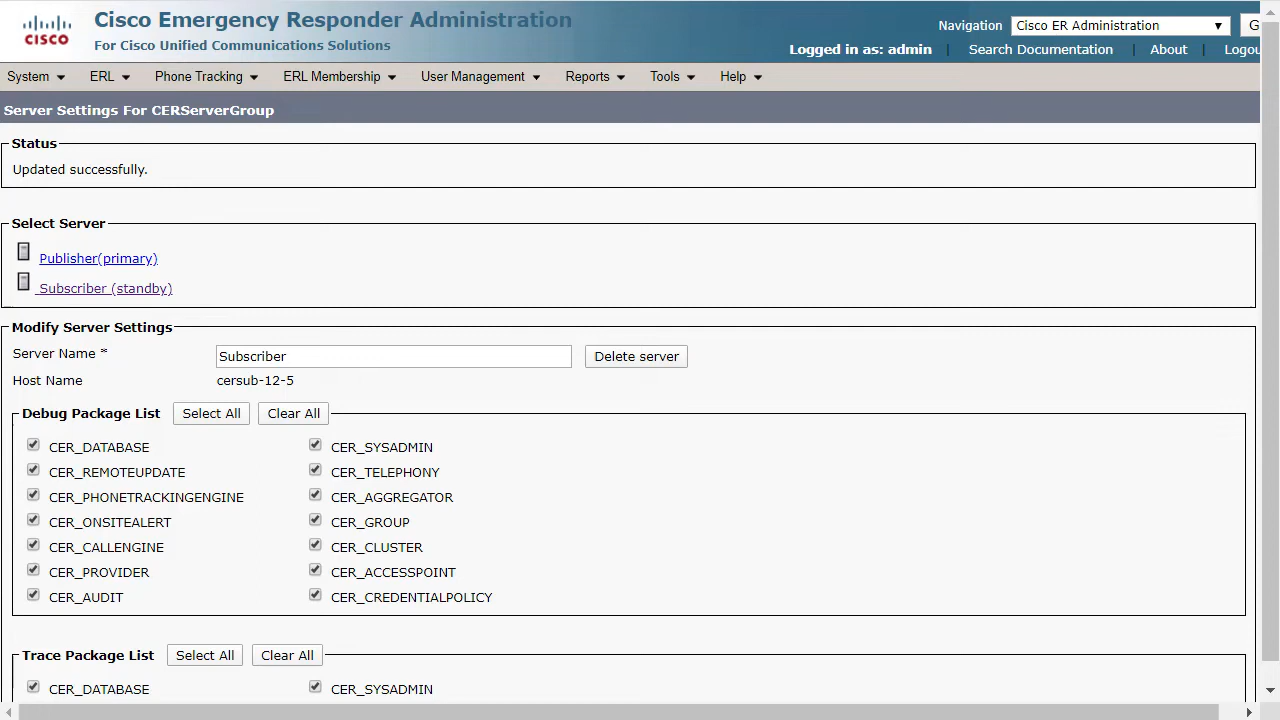 Cisco Emergency Responder Administration
For Cisco Unified Communications Solutions
CISCO
Navigation Cisco ER Administration G
Logged in as: admin Search Documentation About Logou
System ERL Phone Tracking ERL Membership User Management Reports Tools Help
Server Settings For CERServerGroup
Status
Updated successfully.
Select Server
Publisher(primary)
Subscriber (standby)
Modify Server Settings
Server Name * Subscriber Delete server
Host Name cersub-12-5
Debug Package List Select All Clear All
CER_DATABASE CER_SYSADMIN
CER_REMOTEUPDATE CER_TELEPHONY
CER_PHONETRACKINGENGINE CER_AGGREGATOR
CER_ONSITEALERT CER_GROUP
CER_CALLENGINE CER_CLUSTER
CER_PROVIDER CER_ACCESSPOINT
CER_AUDIT CER_CREDENTIALPOLICY
Trace Package List Select All Clear All
CER_DATABASE CER_SYSADMIN